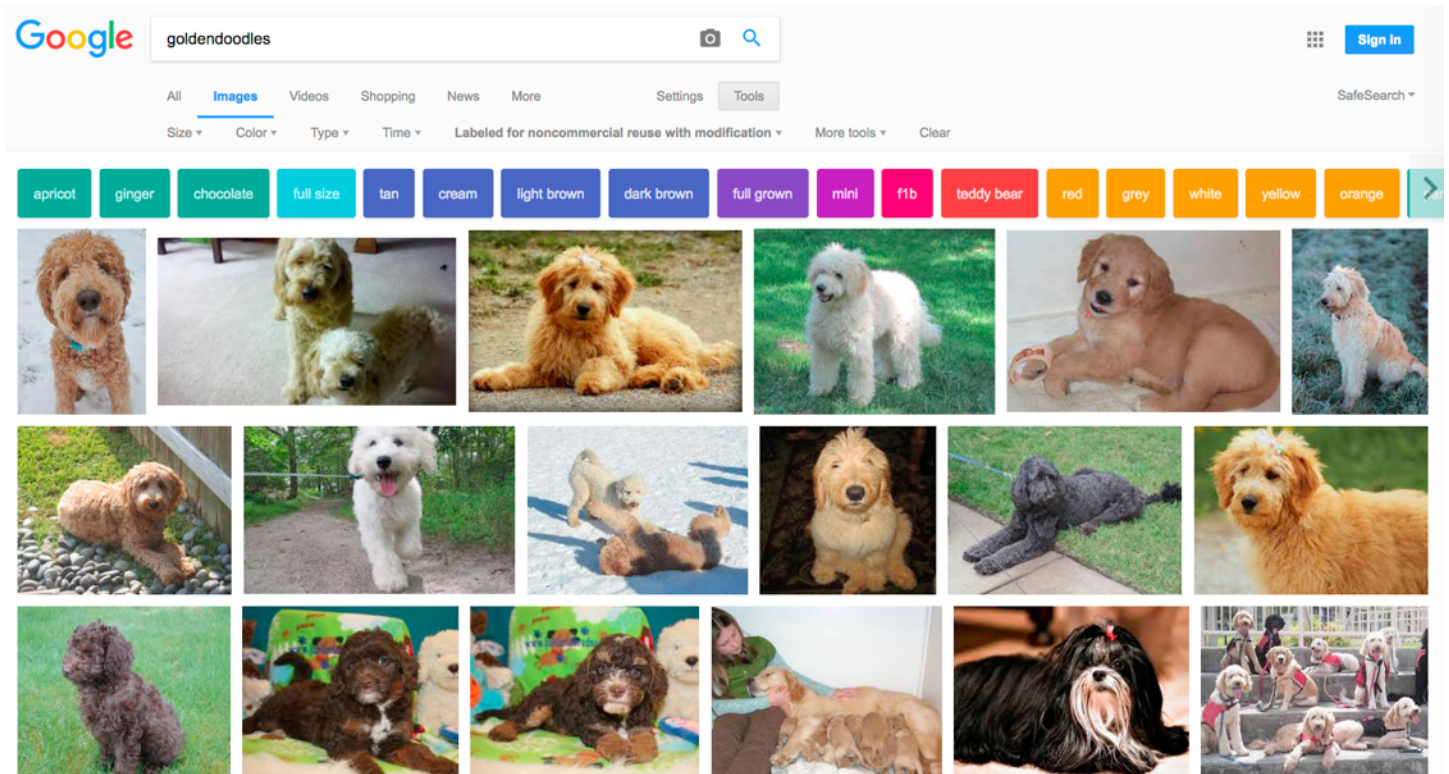 Google
goldendoodles
Sign in
All Images Videos Shopping News More Settings Tools
SafeSearch
Size Color Type Time Labeled for noncommercial reuse with modification More tools Clear
apricot ginger chocolate full size tan cream light brown dark brown full grown mini f1b teddy bear red grey white yellow orange